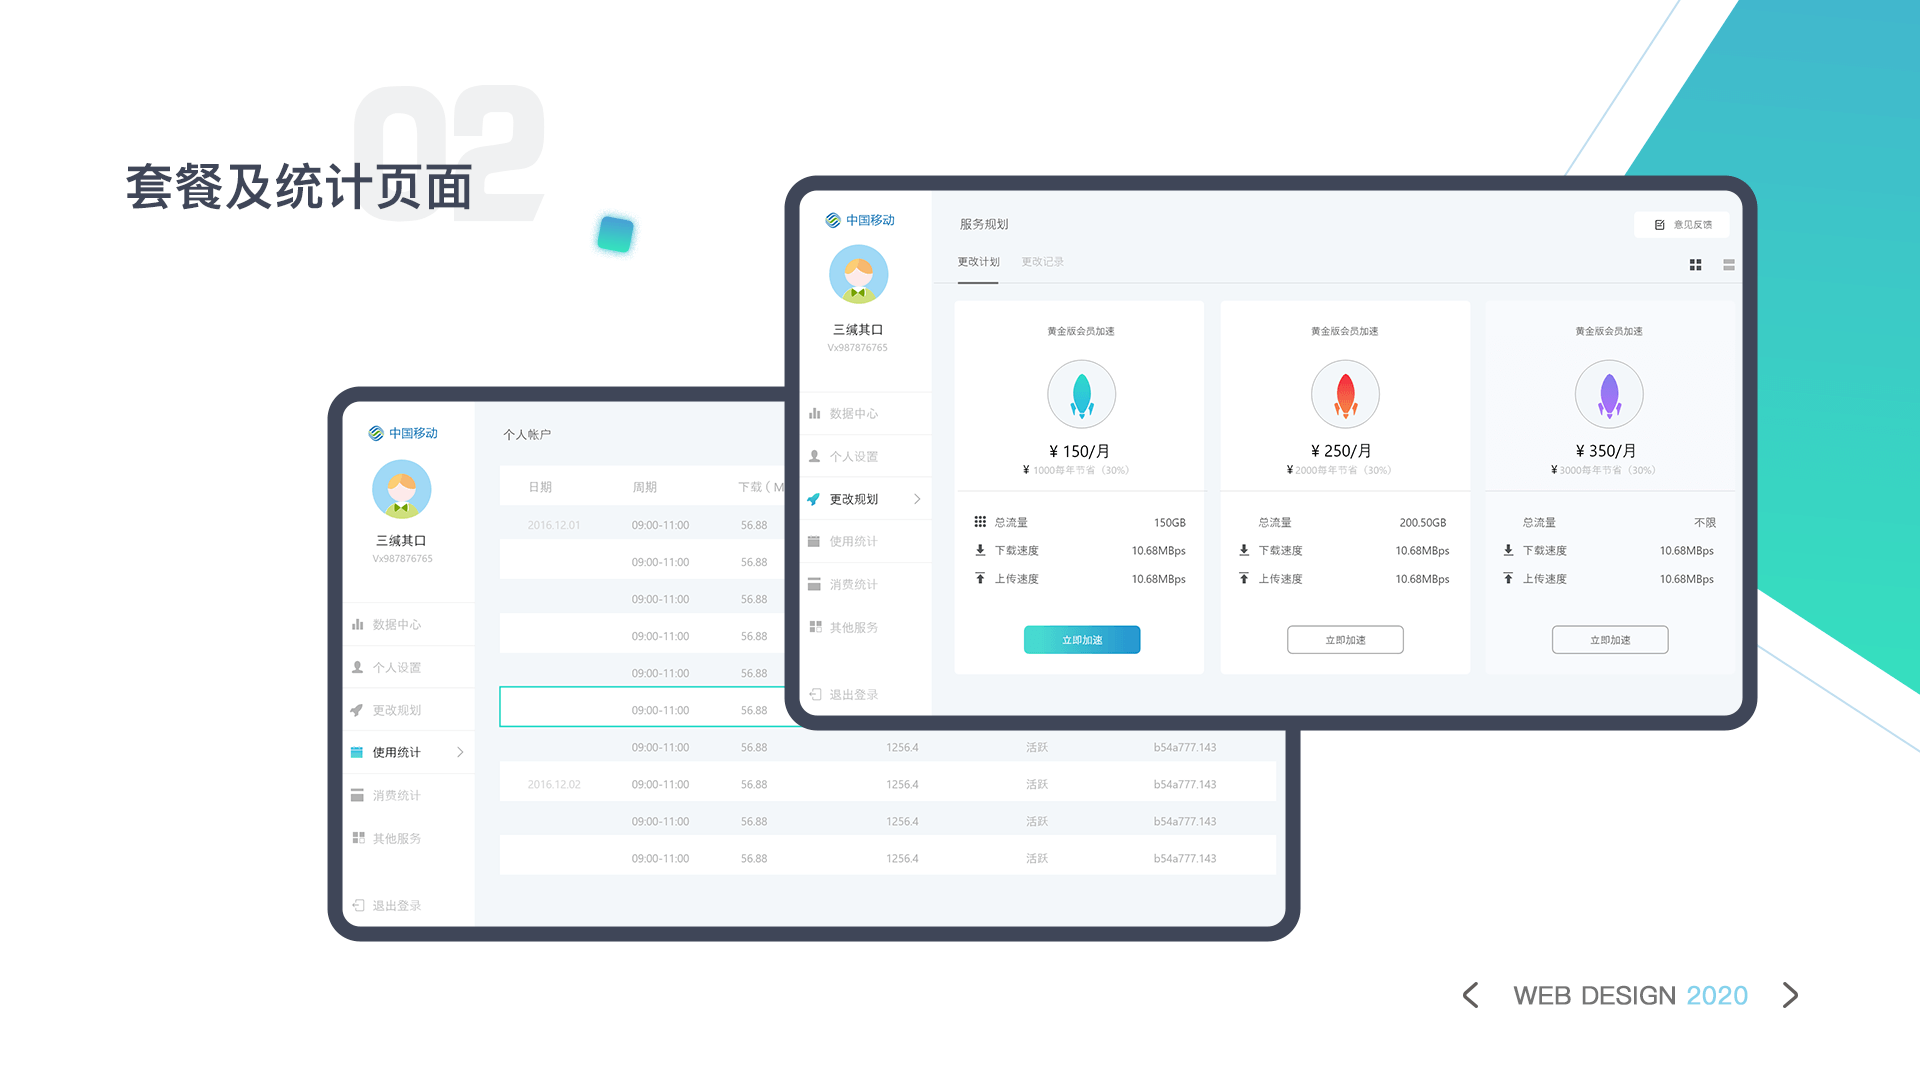 02
套餐及统计页面
中国移动
三缄其口
Vx987876765
数据中心
个人设置
更改规划
使用统计
消费统计
其他服务
退出登录
服务规划
意见反馈
更改计划 更改记录
黄金版会员加速
¥ 150/月
¥ 1000每年节省（30%）
总流量 150GB
下载速度 10.68MBps
上传速度 10.68MBps
立即加速
黄金版会员加速
¥ 250/月
¥ 2000每年节省（30%）
总流量 200.50GB
下载速度 10.68MBps
上传速度 10.68MBps
立即加速
黄金版会员加速
¥ 350/月
¥ 3000每年节省（30%）
总流量 不限
下载速度 10.68MBps
上传速度 10.68MBps
立即加速
中国移动
三缄其口
Vx987876765
数据中心
个人设置
更改规划
使用统计
消费统计
其他服务
退出登录
个人帐户
日期 周期 下载（M
2016.12.01 09:00-11:00 56.88
09:00-11:00 56.88
09:00-11:00 56.88
09:00-11:00 56.88
09:00-11:00 56.88
09:00-11:00 56.88
09:00-11:00 56.88 1256.4 活跃 b54a777.143
2016.12.02 09:00-11:00 56.88 1256.4 活跃 b54a777.143
09:00-11:00 56.88 1256.4 活跃 b54a777.143
09:00-11:00 56.88 1256.4 活跃 b54a777.143
WEB DESIGN 2020